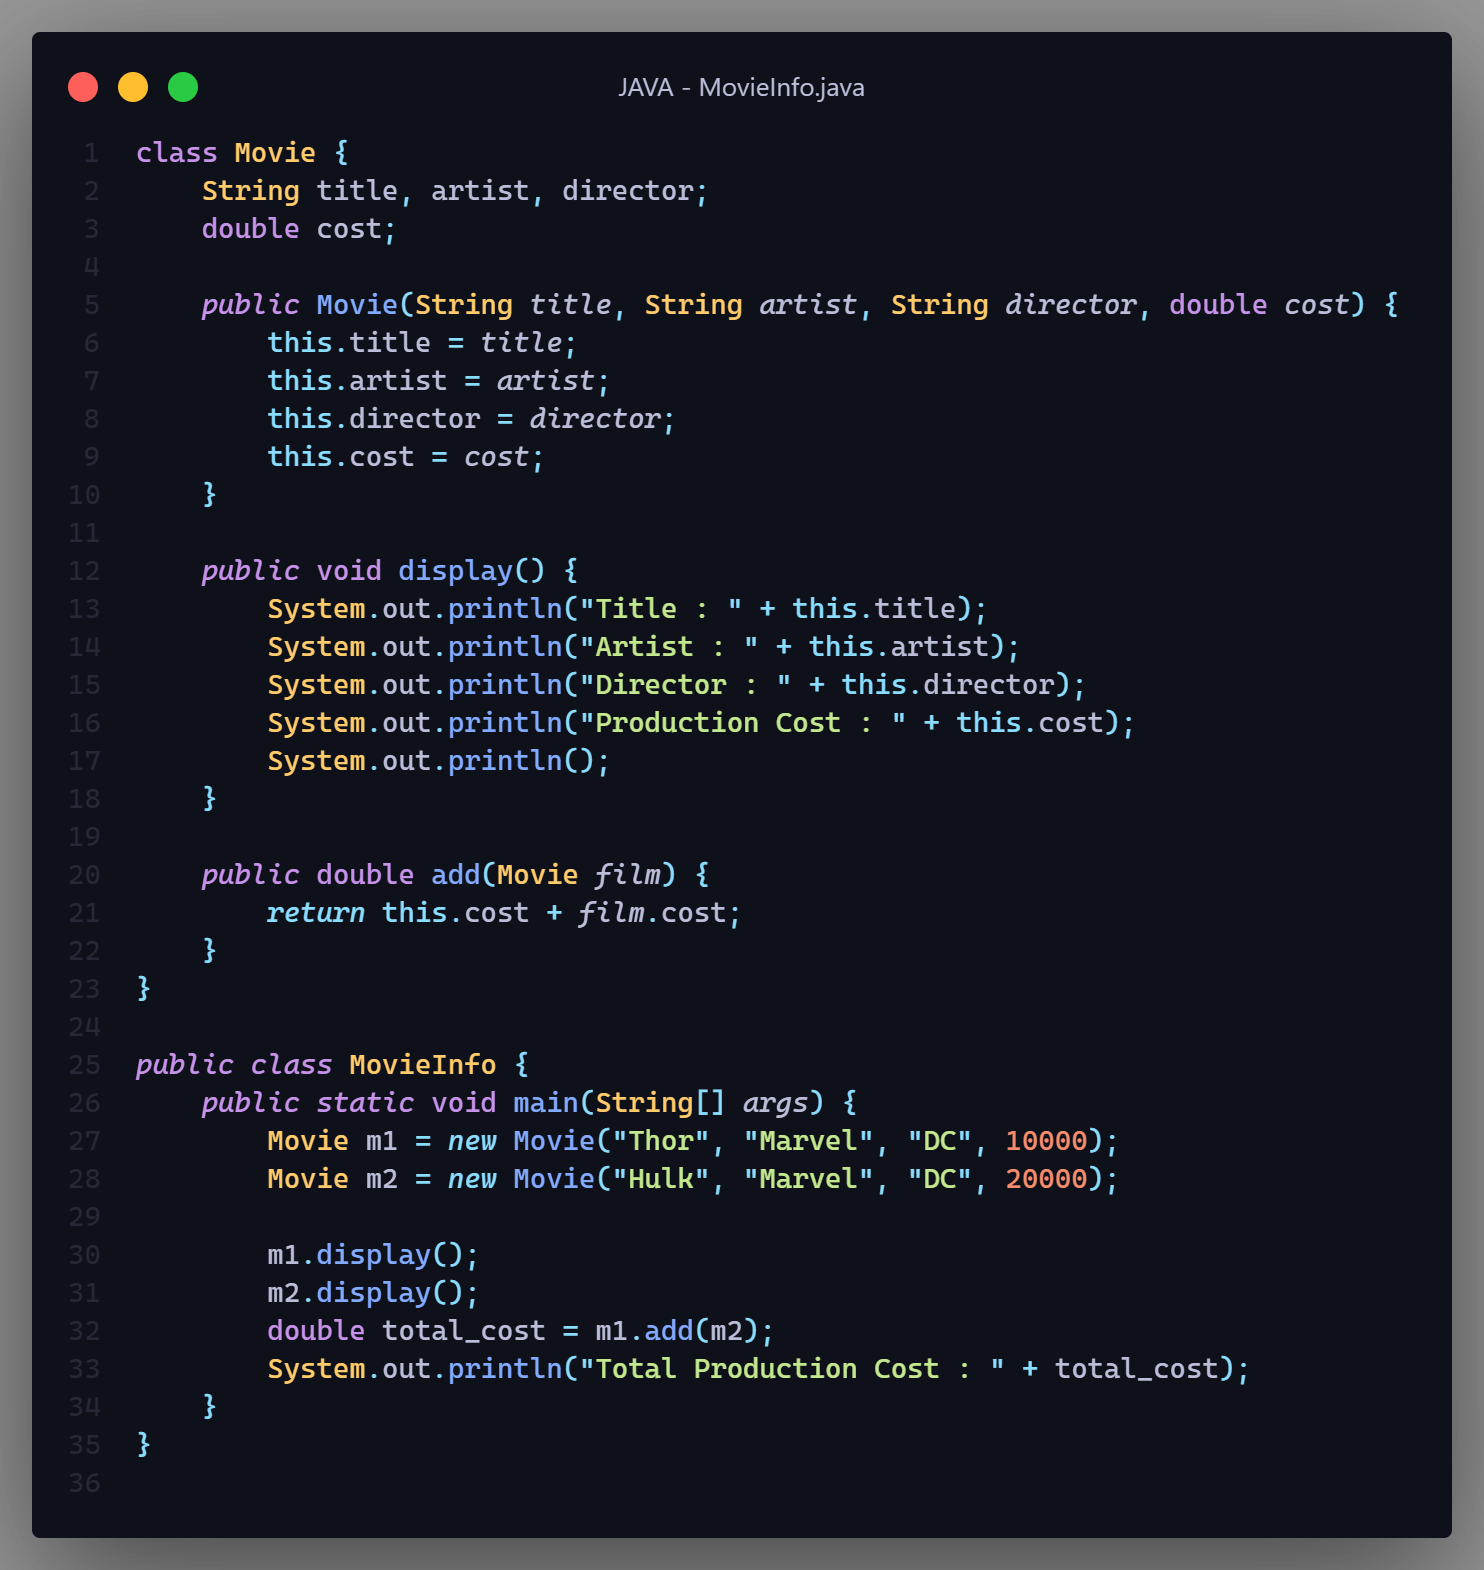 JAVA - MovieInfo.java
1 class Movie {
2     String title, artist, director;
3     double cost;
4
5     public Movie(String title, String artist, String director, double cost) {
6         this.title = title;
7         this.artist = artist;
8         this.director = director;
9         this.cost = cost;
10     }
11
12     public void display() {
13         System.out.println("Title : " + this.title);
14         System.out.println("Artist : " + this.artist);
15         System.out.println("Director : " + this.director);
16         System.out.println("Production Cost : " + this.cost);
17         System.out.println();
18     }
19
20     public double add(Movie film) {
21         return this.cost + film.cost;
22     }
23 }
24
25 public class MovieInfo {
26     public static void main(String[] args) {
27         Movie m1 = new Movie("Thor", "Marvel", "DC", 10000);
28         Movie m2 = new Movie("Hulk", "Marvel", "DC", 20000);
29
30         m1.display();
31         m2.display();
32         double total_cost = m1.add(m2);
33         System.out.println("Total Production Cost : " + total_cost);
34     }
35 }
36